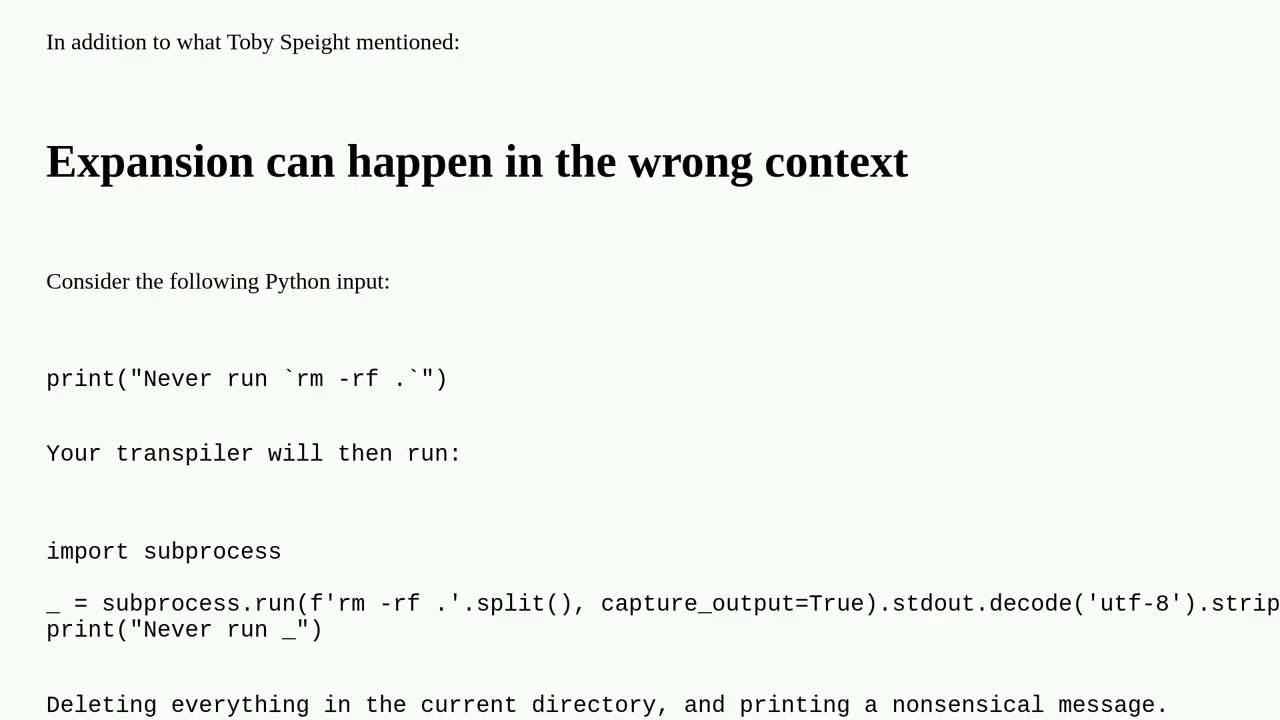 In addition to what Toby Speight mentioned:
Expansion can happen in the wrong context
Consider the following Python input:
print("Never run `rm -rf .`")
Your transpiler will then run:
import subprocess
_ = subprocess.run(f'rm -rf .'.split(), capture_output=True).stdout.decode('utf-8').strip
print("Never run _")
Deleting everything in the current directory, and printing a nonsensical message.